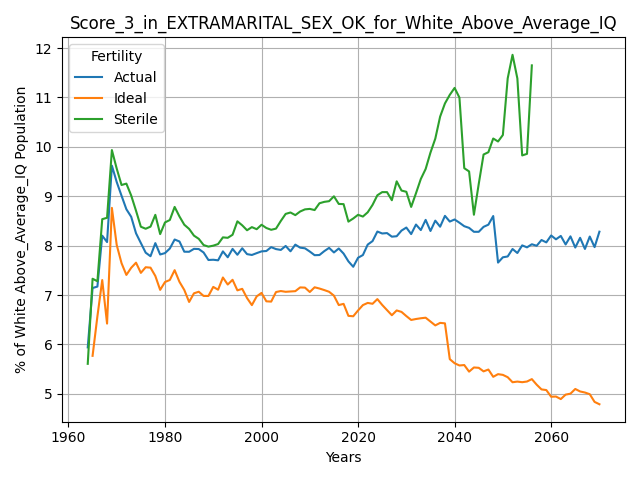 Score_3_in_EXTRAMARITAL_SEX_OK_for_White_Above_Average_IQ
% of White Above_Average_IQ Population
12
11
10
9
8
7
6
5
Fertility
Actual
Ideal
Sterile
1960 1980 2000 2020 2040 2060
Years